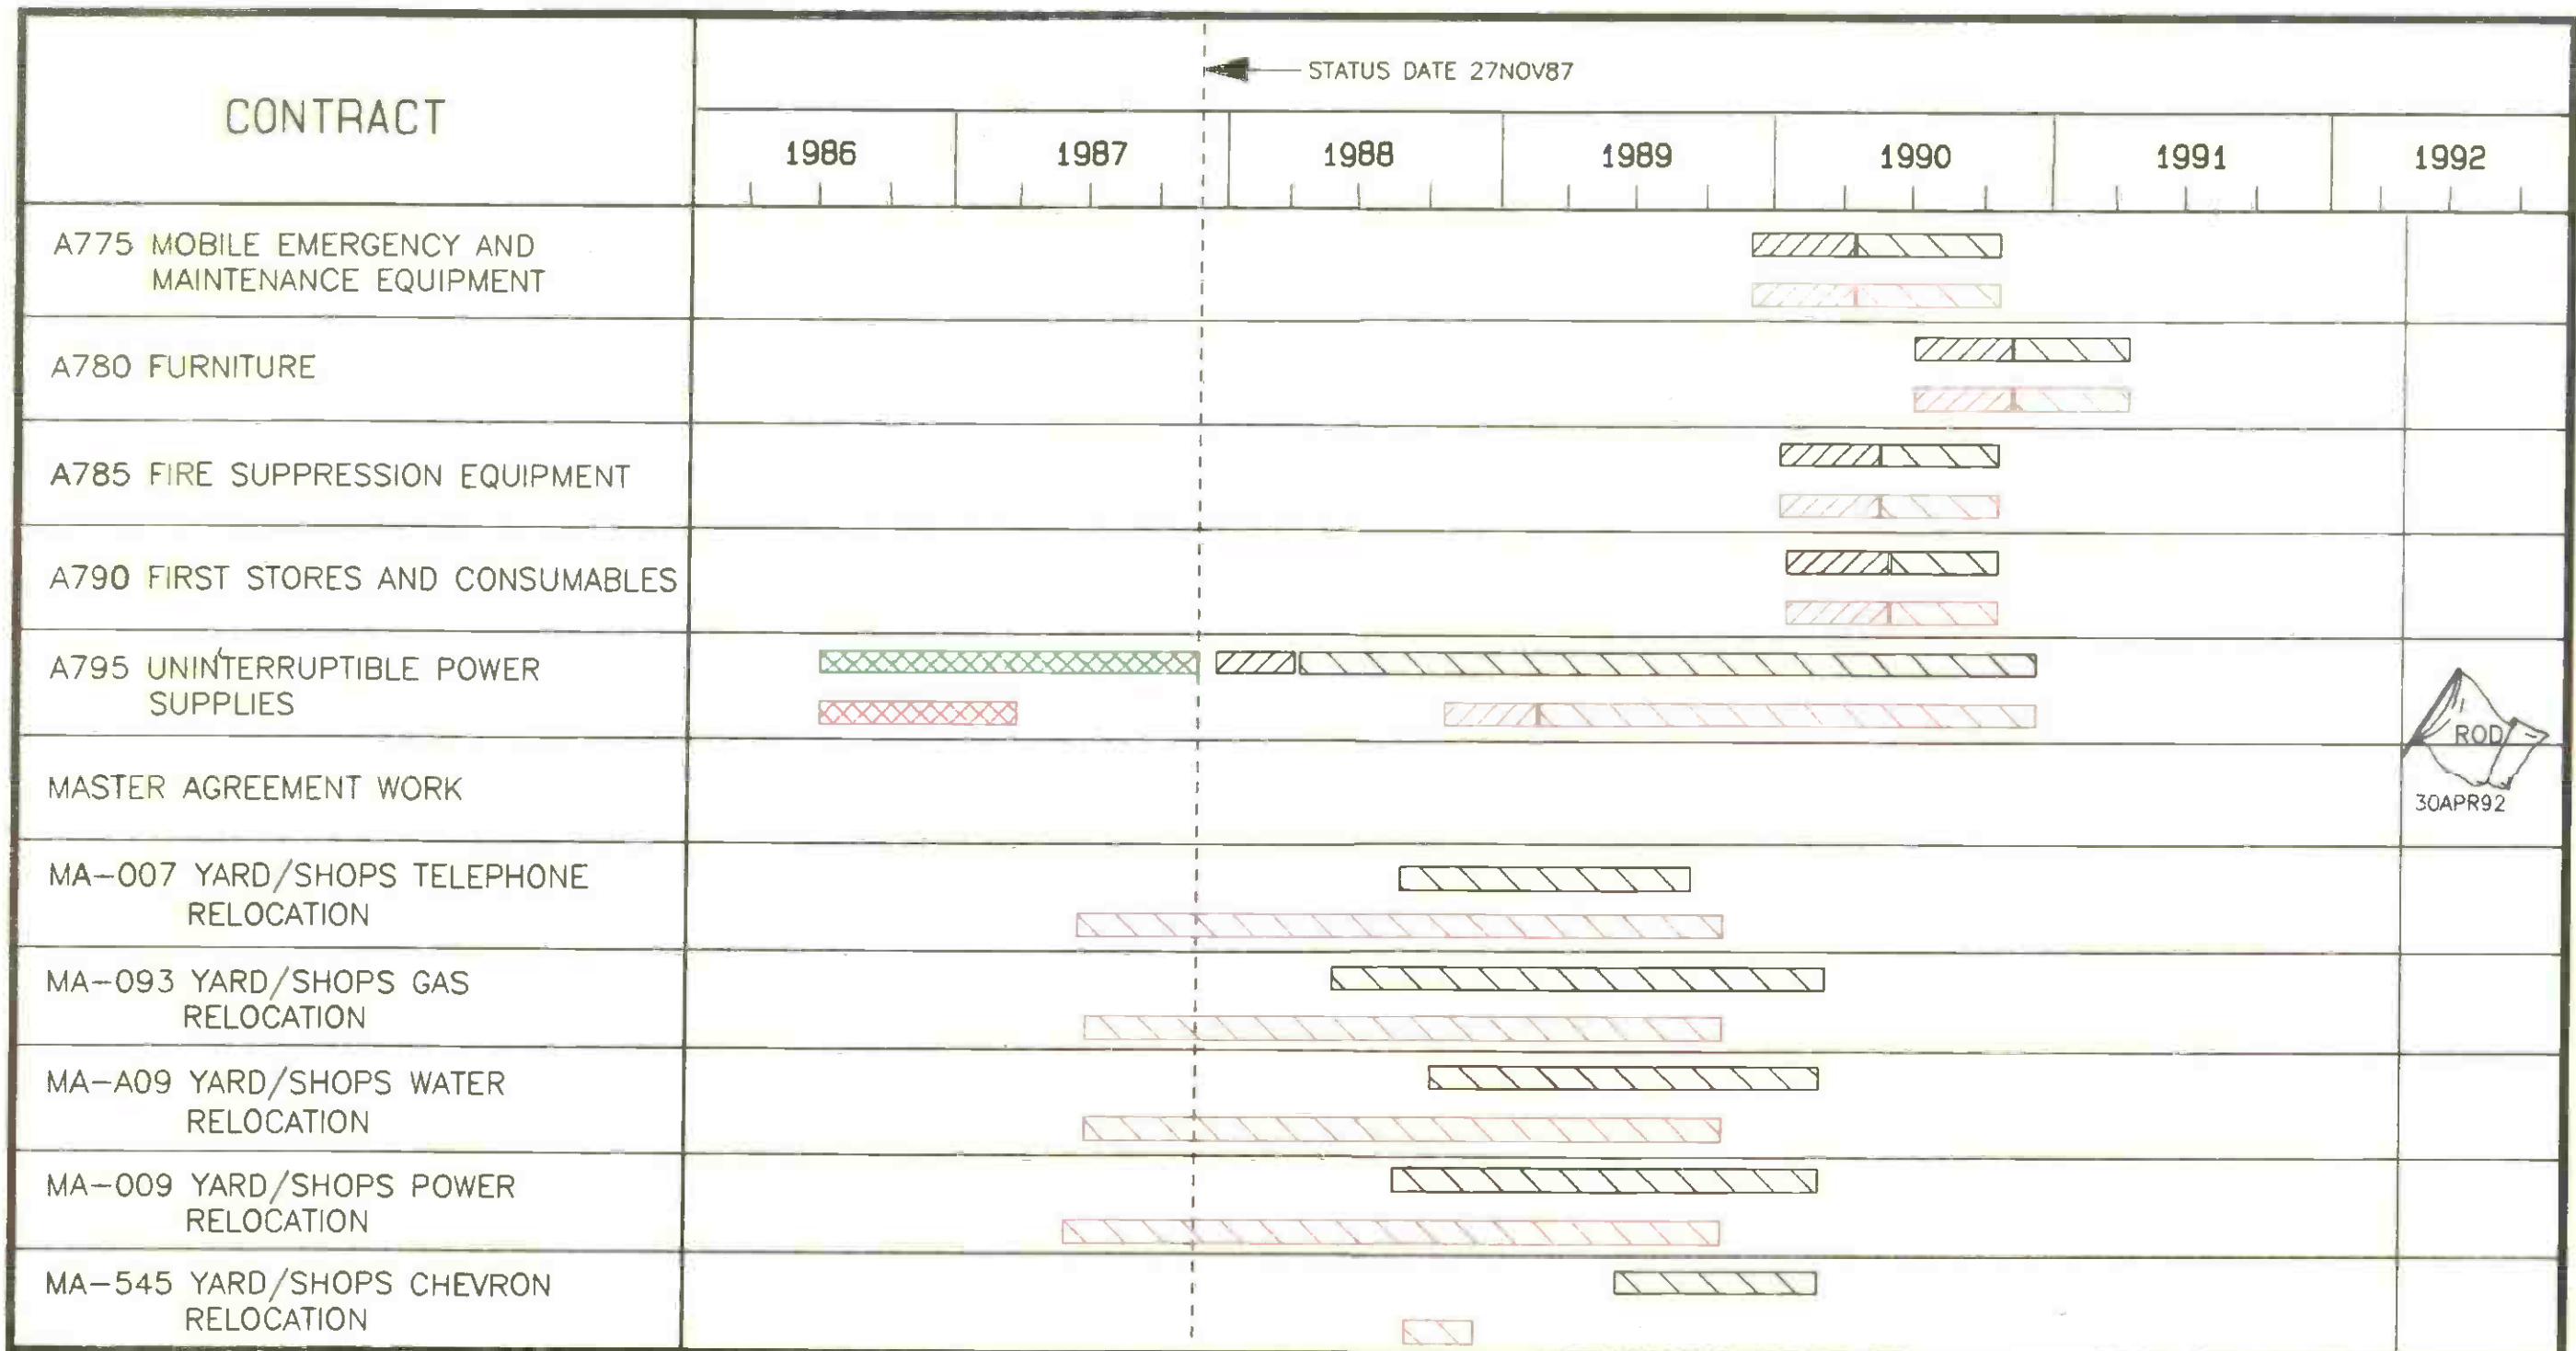 CONTRACT
STATUS DATE 27NOV87
1986 1987 1988 1989 1990 1991 1992
A775 MOBILE EMERGENCY AND
MAINTENANCE EQUIPMENT
A780 FURNITURE
A785 FIRE SUPPRESSION EQUIPMENT
A790 FIRST STORES AND CONSUMABLES
A795 UNINTERRUPTIBLE POWER
SUPPLIES
ROD
30APR92
MASTER AGREEMENT WORK
MA-007 YARD/SHOPS TELEPHONE
RELOCATION
MA-093 YARD/SHOPS GAS
RELOCATION
MA-A09 YARD/SHOPS WATER
RELOCATION
MA-009 YARD/SHOPS POWER
RELOCATION
MA-545 YARD/SHOPS CHEVRON
RELOCATION